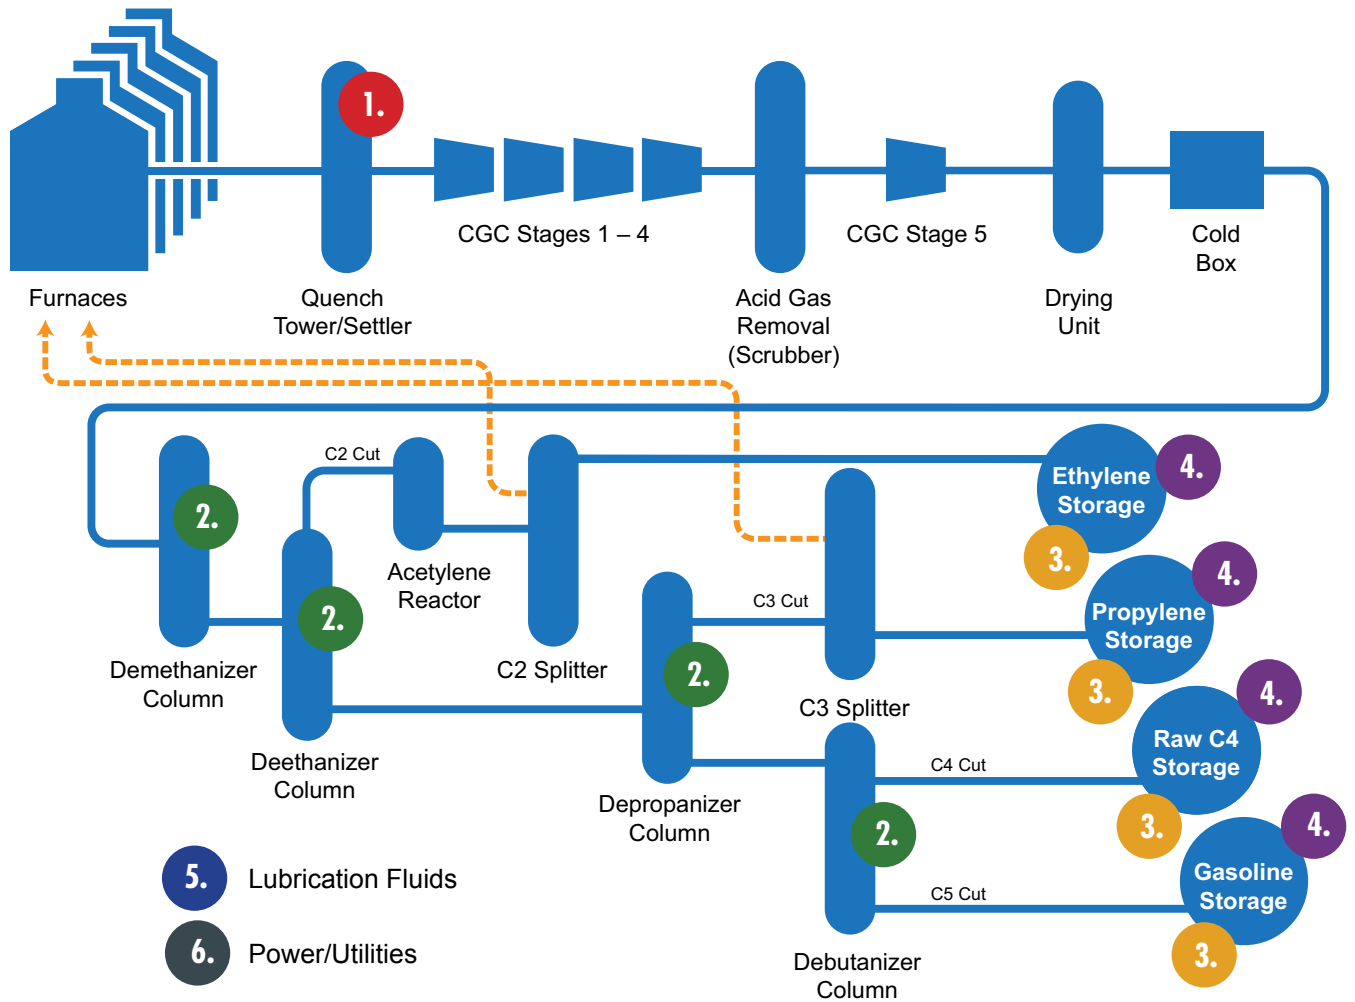 1.
CGC Stages 1 – 4
CGC Stage 5
Cold
Box
Furnaces
Quench
Tower/Settler
Acid Gas
Removal
(Scrubber)
Drying
Unit
C2 Cut
Ethylene
Storage
4.
2.
3.
Acetylene
Reactor
4.
C3 Cut
Propylene
Storage
2.
Demethanizer
Column
C2 Splitter
2.
3.
4.
C3 Splitter
Raw C4
Storage
Deethanizer
Column
C4 Cut
Depropanizer
Column
2.
3.
4.
Gasoline
Storage
C5 Cut
3.
5.
Lubrication Fluids
6.
Power/Utilities
Debutanizer
Column